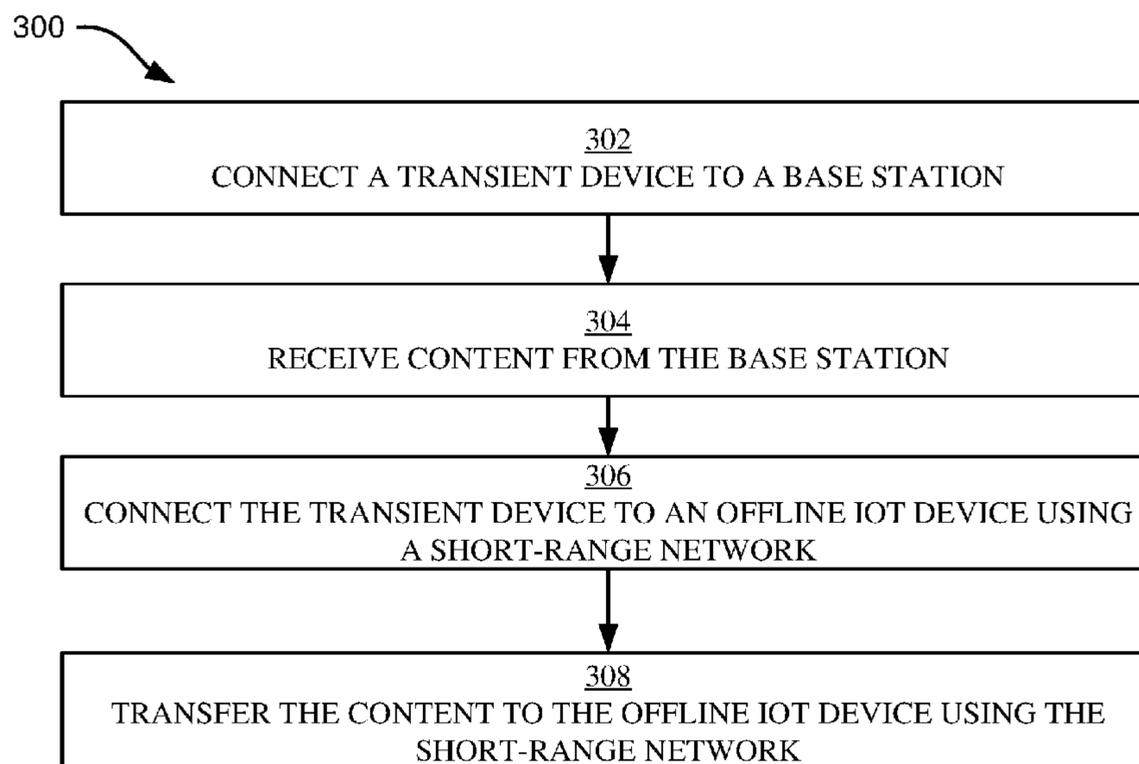 300
302
CONNECT A TRANSIENT DEVICE TO A BASE STATION
304
RECEIVE CONTENT FROM THE BASE STATION
306
CONNECT THE TRANSIENT DEVICE TO AN OFFLINE IOT DEVICE USING
A SHORT-RANGE NETWORK
308
TRANSFER THE CONTENT TO THE OFFLINE IOT DEVICE USING THE
SHORT-RANGE NETWORK